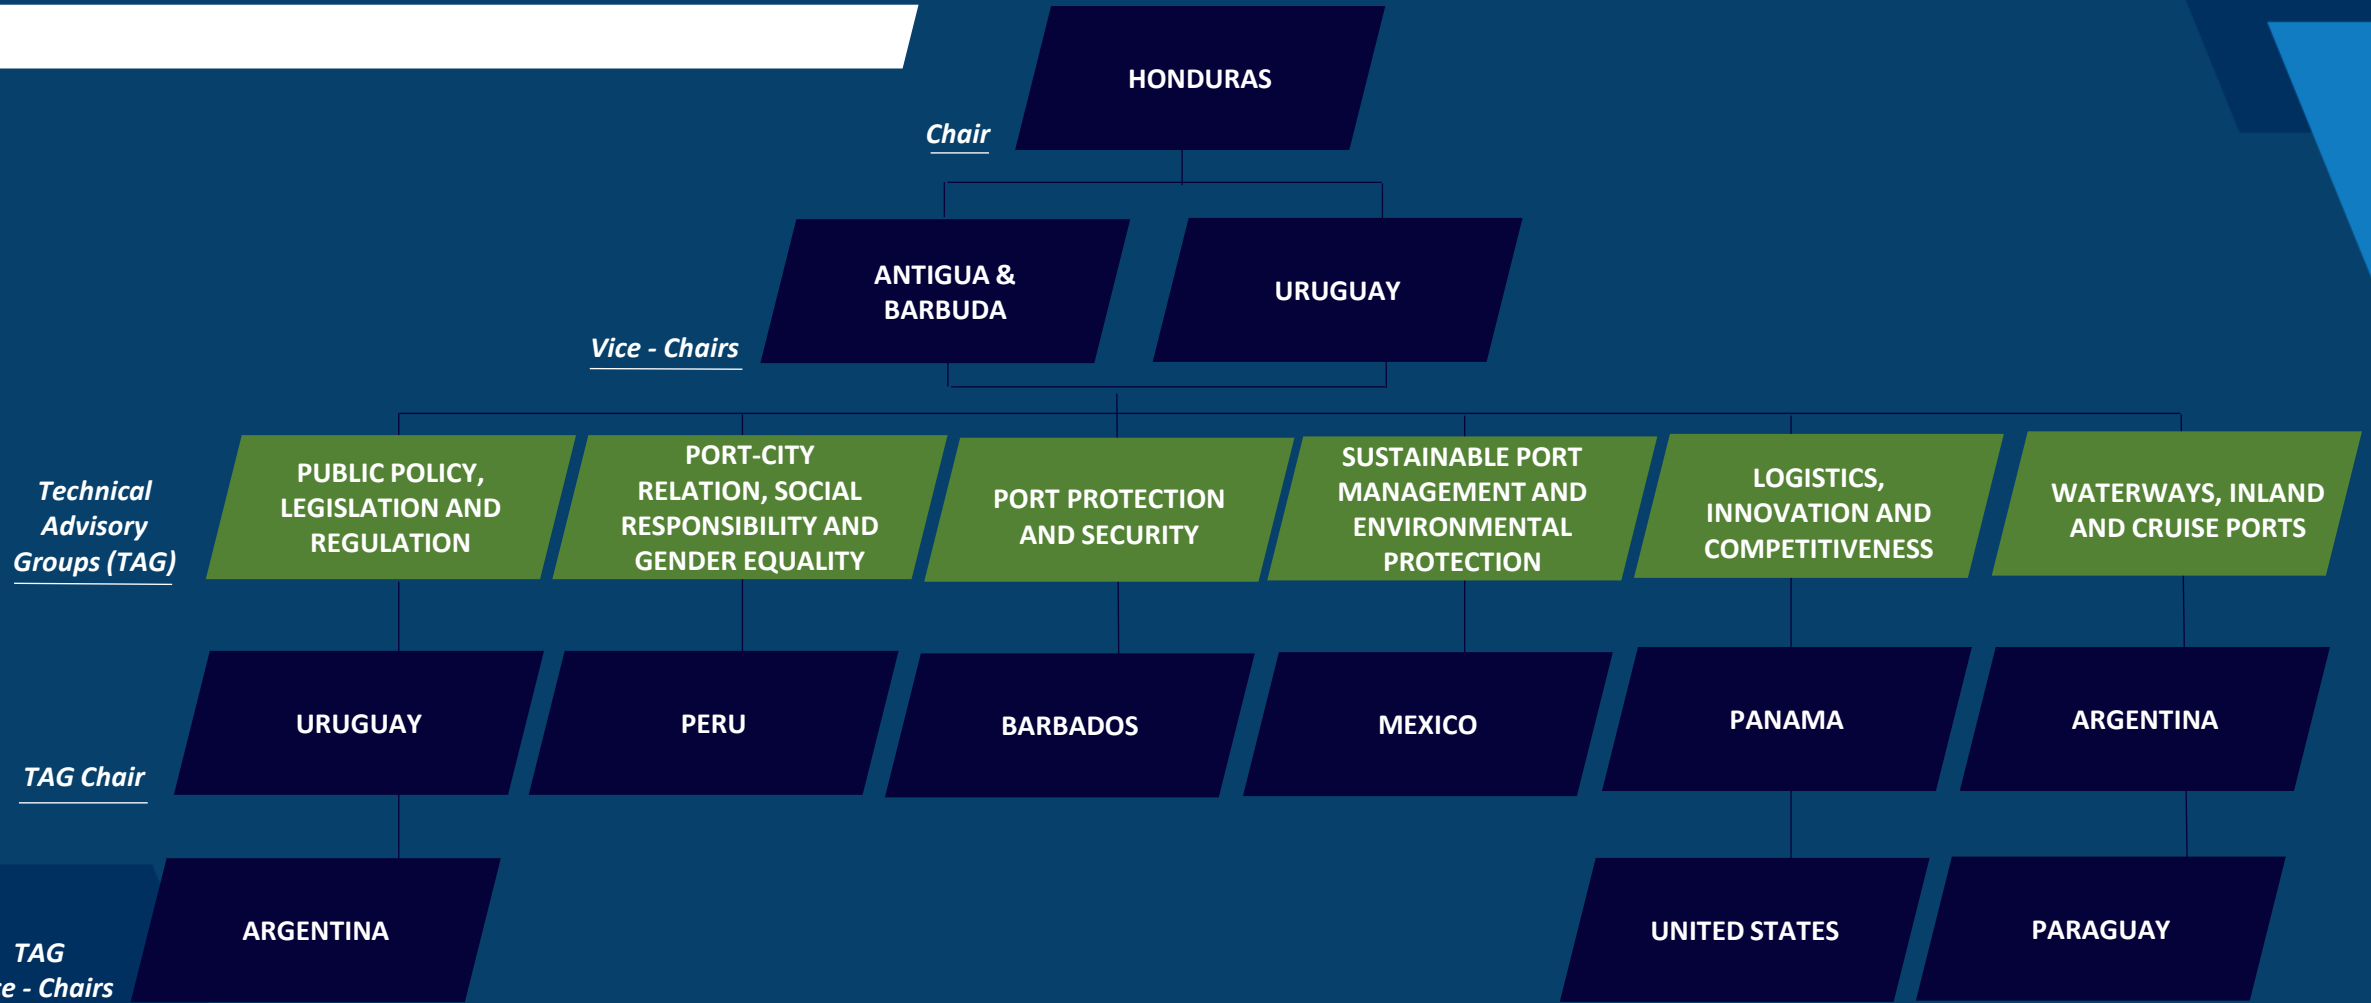 HONDURAS
Chair
ANTIGUA &
BARBUDA
URUGUAY
Vice - Chairs
Technical
Advisory
Groups (TAG)
PUBLIC POLICY,
LEGISLATION AND
REGULATION
PORT-CITY
RELATION, SOCIAL
RESPONSIBILITY AND
GENDER EQUALITY
PORT PROTECTION
AND SECURITY
SUSTAINABLE PORT
MANAGEMENT AND
ENVIRONMENTAL
PROTECTION
LOGISTICS,
INNOVATION AND
COMPETITIVENESS
WATERWAYS, INLAND
AND CRUISE PORTS
TAG Chair
URUGUAY
PERU
BARBADOS
MEXICO
PANAMA
ARGENTINA
TAG
- Chairs
ARGENTINA
UNITED STATES
PARAGUAY